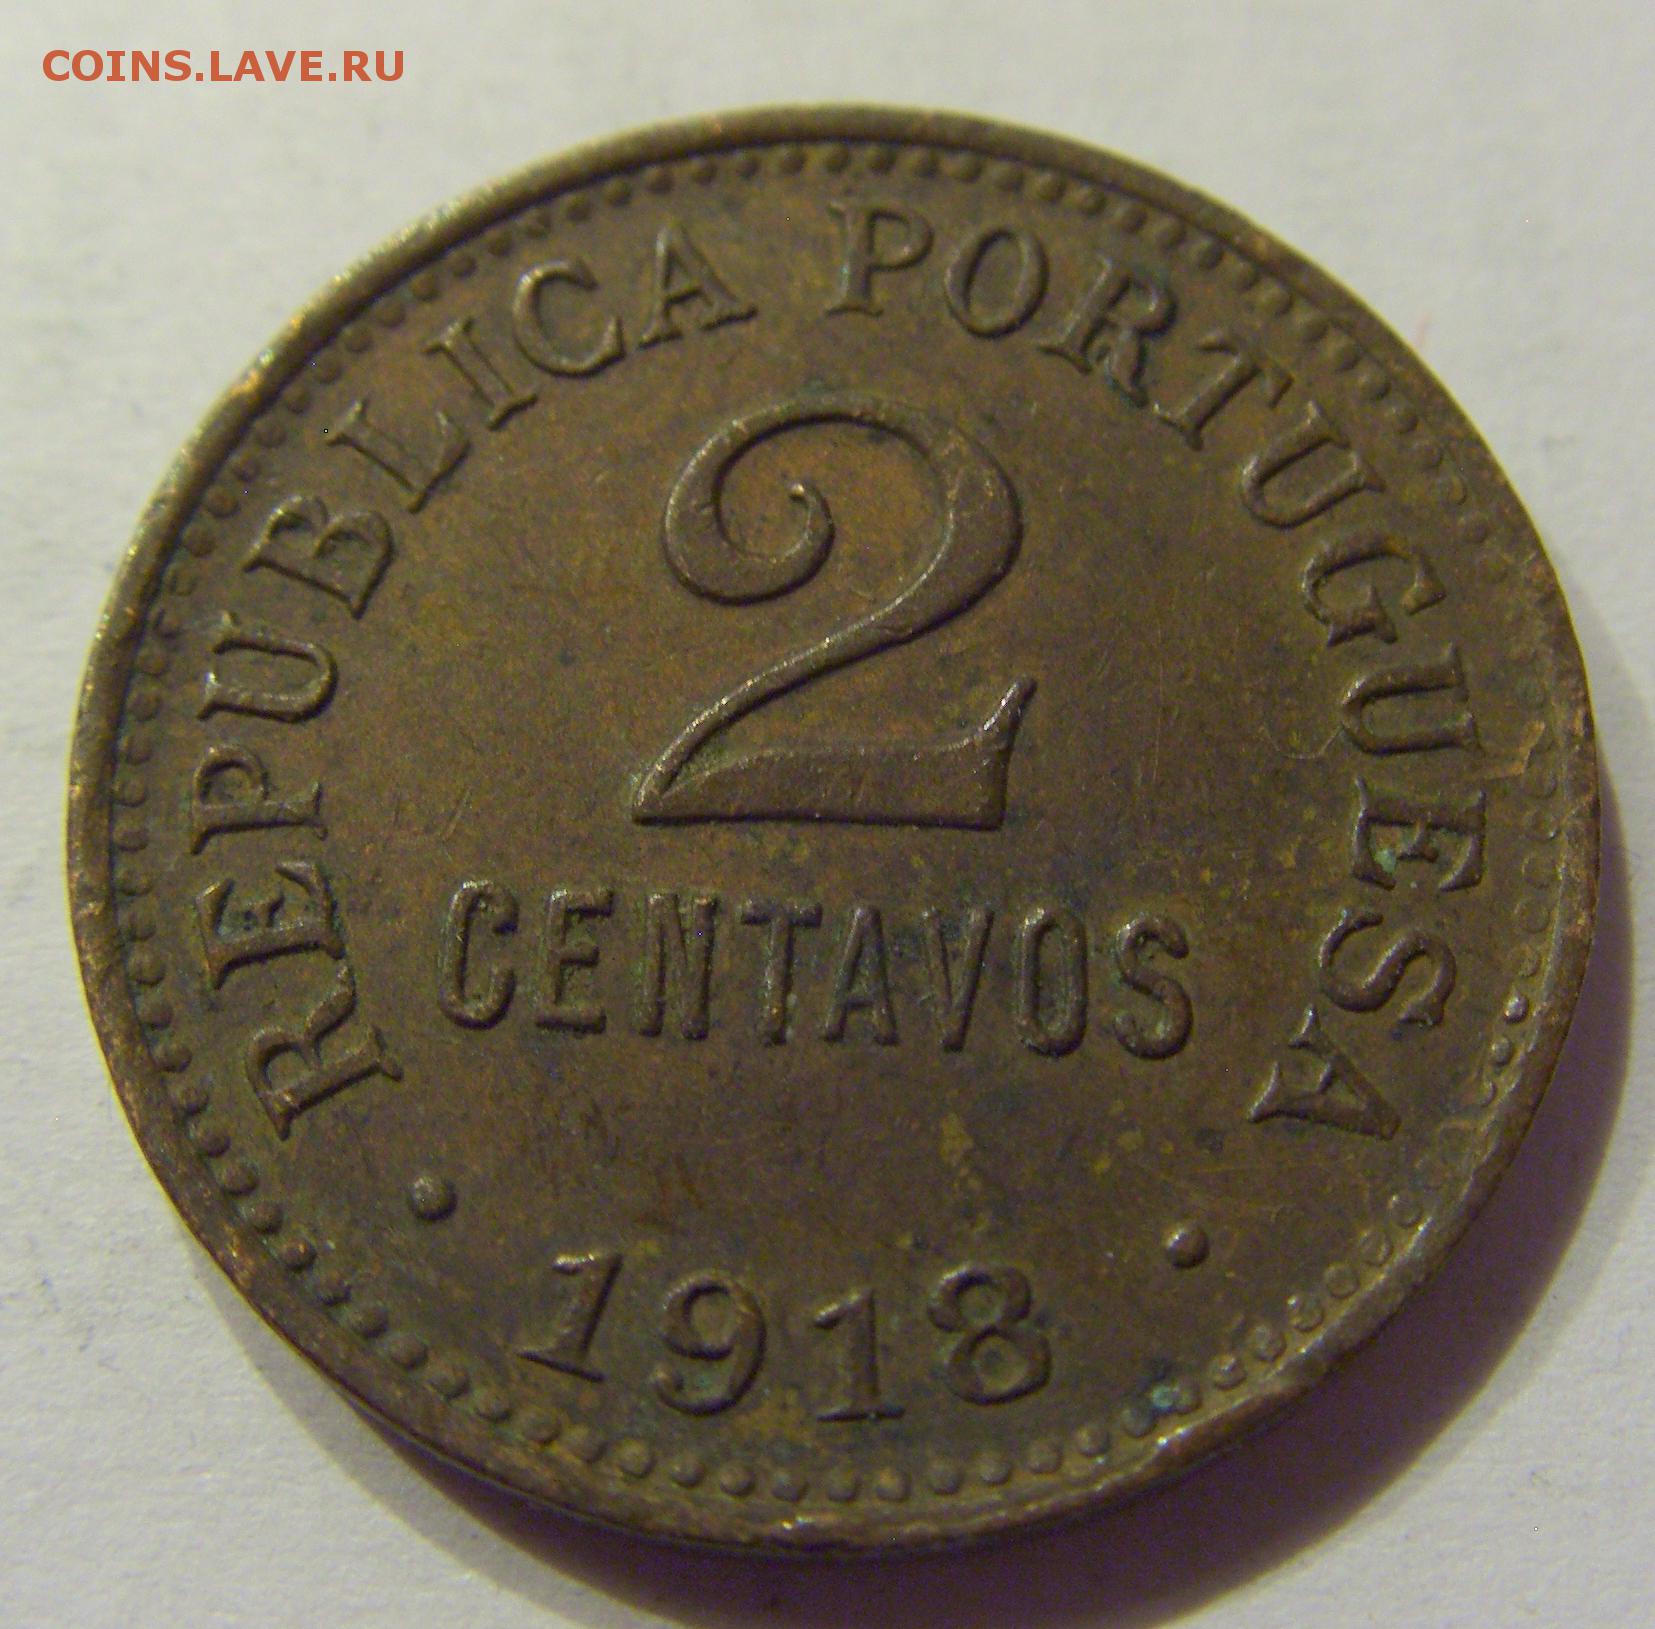 COINS.LAVE.RU
REPUBLICA PORTUGUESA
2
CENTAVOS
• 1918 •